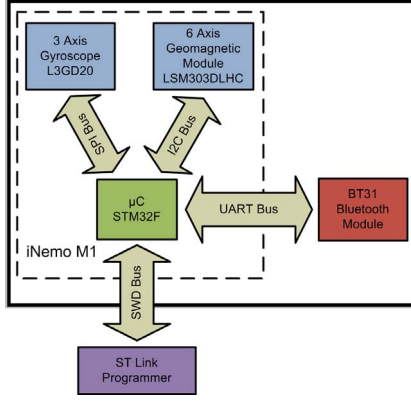 3 Axis
Gyroscope
L3GD20
6 Axis
Geomagnetic
Module
LSM303DLHC
SPI Bus
I2C Bus
µC
STM32F
UART Bus
BT31
Bluetooth
Module
iNemo M1
SWD Bus
ST Link
Programmer